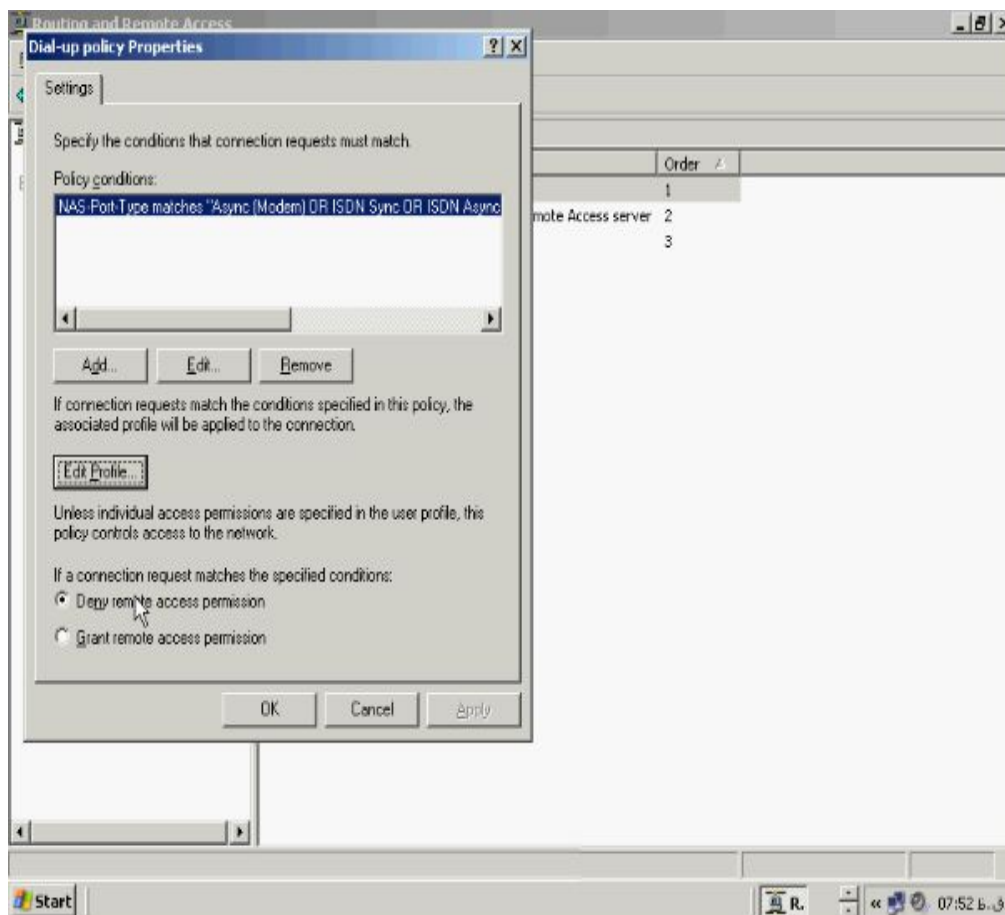 Routing and Remote Access
Dial-up policy Properties
Settings
Specify the conditions that connection requests must match.
Policy conditions:
NAS-Port-Type matches "Async (Modem) OR ISDN Sync OR ISDN Async
Add...
Edit...
Remove
If connection requests match the conditions specified in this policy, the
associated profile will be applied to the connection.
Edit Profile...
Unless individual access permissions are specified in the user profile, this
policy controls access to the network.
If a connection request matches the specified conditions:
Deny remote access permission
Grant remote access permission
OK
Cancel
Apply
Order
1
mote Access server 2
3
Start
R.
« 07:52